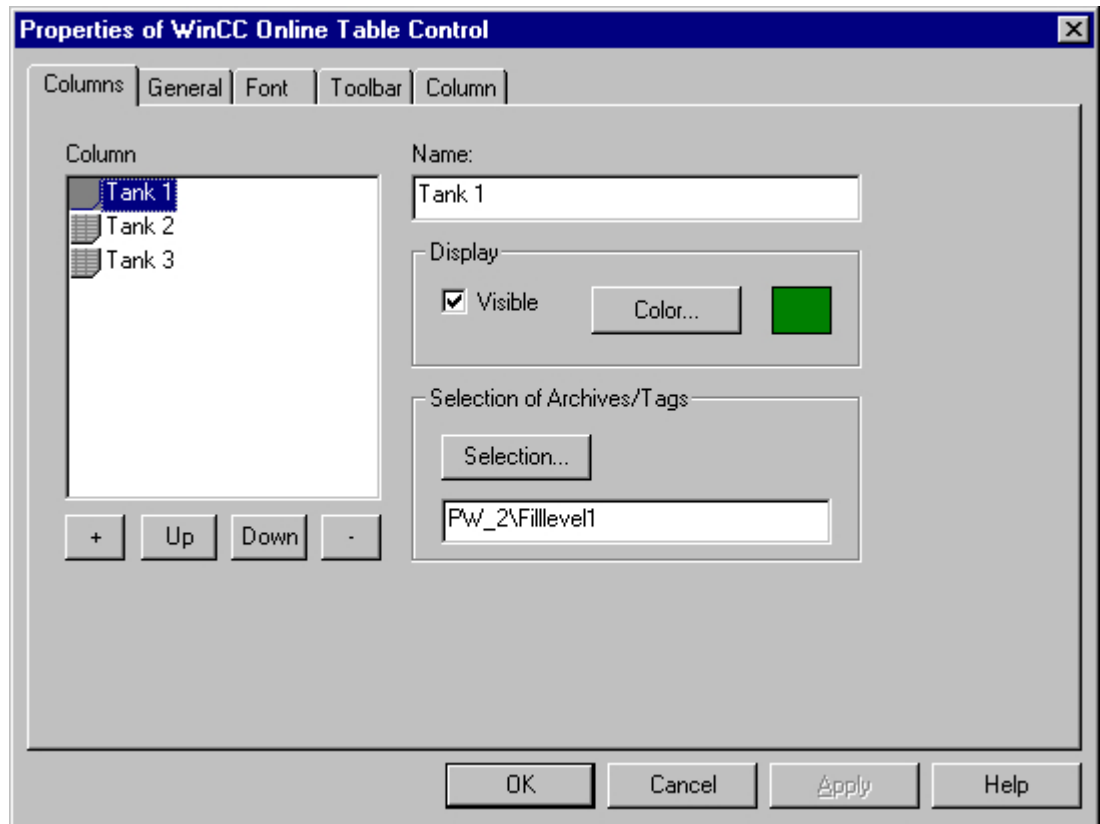 Properties of WinCC Online Table Control
Columns General Font Toolbar Column
Column
Tank 1
Tank 2
Tank 3
+ Up Down -
Name:
Tank 1
Display
Visible Color...
Selection of Archives/Tags
Selection...
PW_2\Filllevel1
OK Cancel Apply Help